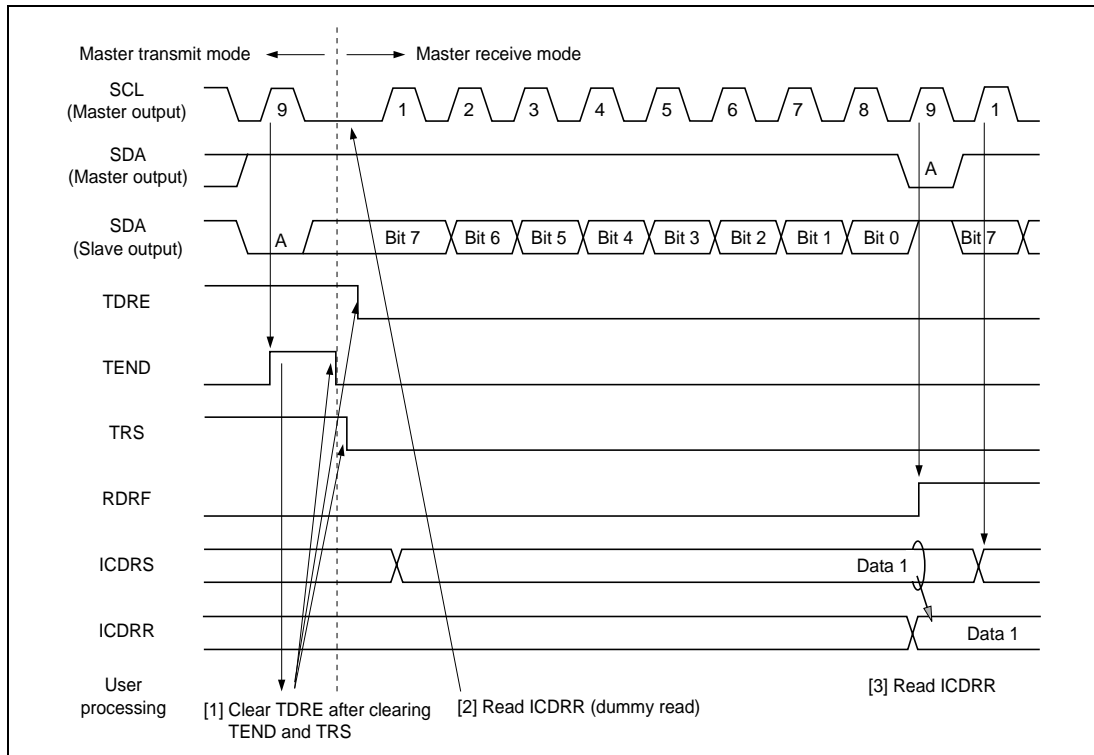 Master transmit mode
Master receive mode
SCL
(Master output)
9
1
2
3
4
5
6
7
8
9
1
SDA
(Master output)
A
SDA
(Slave output)
A
Bit 7
Bit 6
Bit 5
Bit 4
Bit 3
Bit 2
Bit 1
Bit 0
Bit 7
TDRE
TEND
TRS
RDRF
ICDRS
Data 1
ICDRR
Data 1
User
processing
[1] Clear TDRE after clearing
TEND and TRS
[2] Read ICDRR (dummy read)
[3] Read ICDRR